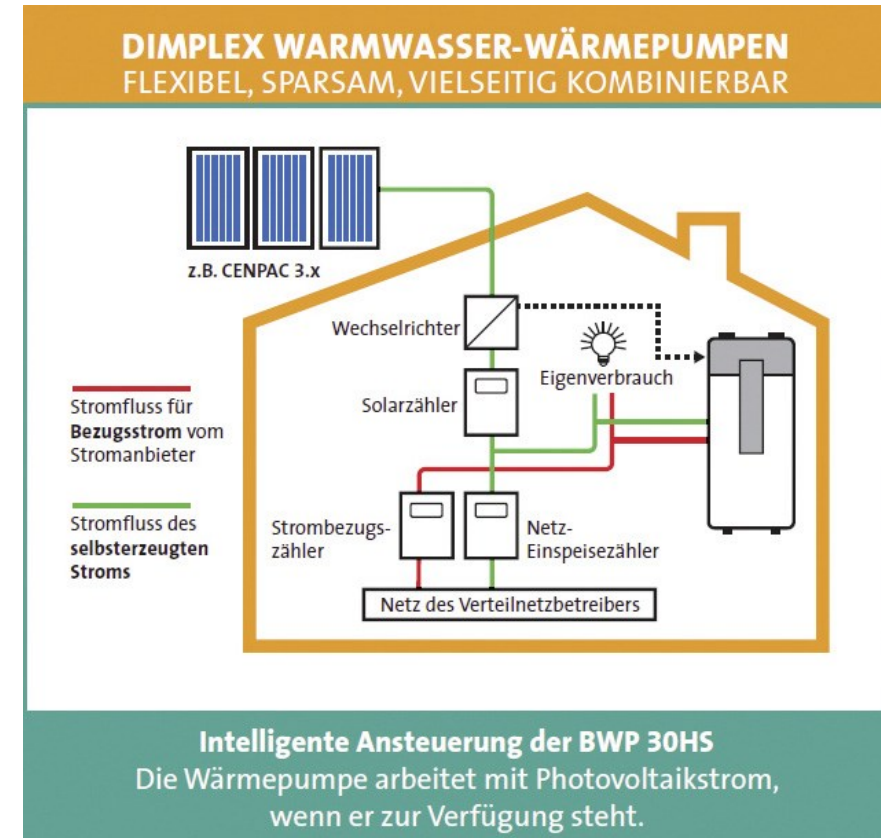 DIMPLEX WARMWASSER-WÄRMEPUMPEN
FLEXIBEL, SPARSAM, VIELSEITIG KOMBINIERBAR
z.B. CENPAC 3.x
Wechselrichter
Eigenverbrauch
Solarzähler
Stromfluss für
Bezugsstrom vom
Stromanbieter
Stromfluss des
selbsterzeugten
Stroms
Strombezugs-
zähler
Netz-
Einspeisezähler
Netz des Verteilnetzbetreibers
Intelligente Ansteuerung der BWP 30HS
Die Wärmepumpe arbeitet mit Photovoltaikstrom,
wenn er zur Verfügung steht.